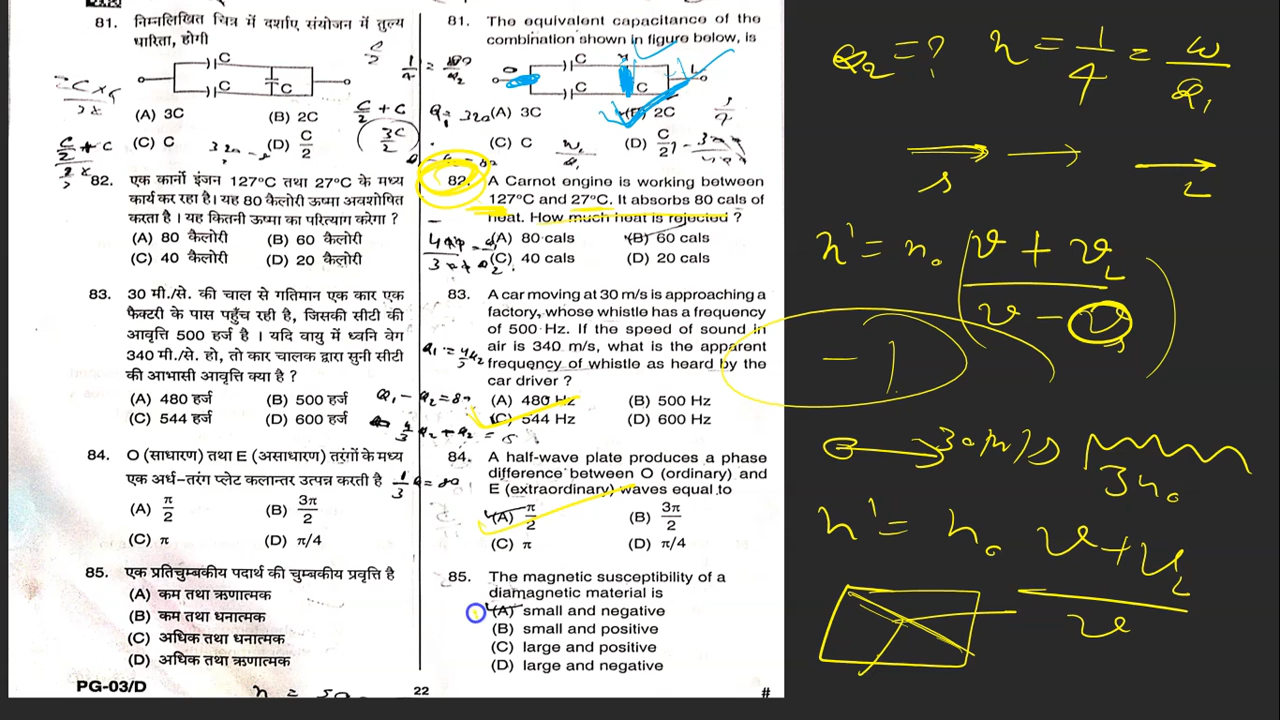 81. निम्नलिखित चित्र में दर्शाए संयोजन में तुल्य
धारिता, होगी
C
C
C
(A) 3C (B) 2C
(C) C (D) C/2
82. एक कार्नो इंजन 127°C तथा 27°C के मध्य
कार्य कर रहा है। यह 80 कैलोरी ऊष्मा अवशोषित
करता है । यह कितनी ऊष्मा का परित्याग करेगा ?
(A) 80 कैलोरी (B) 60 कैलोरी
(C) 40 कैलोरी (D) 20 कैलोरी
83. 30 मी./से. की चाल से गतिमान एक कार एक
फैक्टरी के पास पहुँच रही है, जिसकी सीटी की
आवृत्ति 500 हर्ज है । यदि वायु में ध्वनि वेग
340 मी./से. हो, तो कार चालक द्वारा सुनी सीटी
की आभासी आवृत्ति क्या है ?
(A) 480 हर्ज (B) 500 हर्ज
(C) 544 हर्ज (D) 600 हर्ज
84. O (साधारण) तथा E (असाधारण) तरंगों के मध्य
एक अर्ध-तरंग प्लेट कलान्तर उत्पन्न करती है
(A) π/2 (B) 3π/2
(C) π (D) π/4
85. एक प्रतिचुम्बकीय पदार्थ की चुम्बकीय प्रवृत्ति है
(A) कम तथा ऋणात्मक
(B) कम तथा धनात्मक
(C) अधिक तथा धनात्मक
(D) अधिक तथा ऋणात्मक
PG-03/D
22
#
81. The equivalent capacitance of the
combination shown in figure below, is
C
C
C
(A) 3C (B) 2C
(C) C (D) C/2
82. A Carnot engine is working between
127°C and 27°C. It absorbs 80 cals of
heat. How much heat is rejected ?
(A) 80 cals (B) 60 cals
(C) 40 cals (D) 20 cals
83. A car moving at 30 m/s is approaching a
factory, whose whistle has a frequency
of 500 Hz. If the speed of sound in
air is 340 m/s, what is the apparent
frequency of whistle as heard by the
car driver ?
(A) 480 Hz (B) 500 Hz
(C) 544 Hz (D) 600 Hz
84. A half-wave plate produces a phase
difference between O (ordinary) and
E (extraordinary) waves equal to
(A) π/2 (B) 3π/2
(C) π (D) π/4
85. The magnetic susceptibility of a
diamagnetic material is
(A) small and negative
(B) small and positive
(C) large and positive
(D) large and negative
C/2 + C
3C/2
Q₁ - Q₂ = 80
Q₂ = ? η = 1/4 = w/Q₁
s L
n' = n₀ (v + v_L / v - v_s)
-1
30 m/s
n' = n₀ v + v_L / v